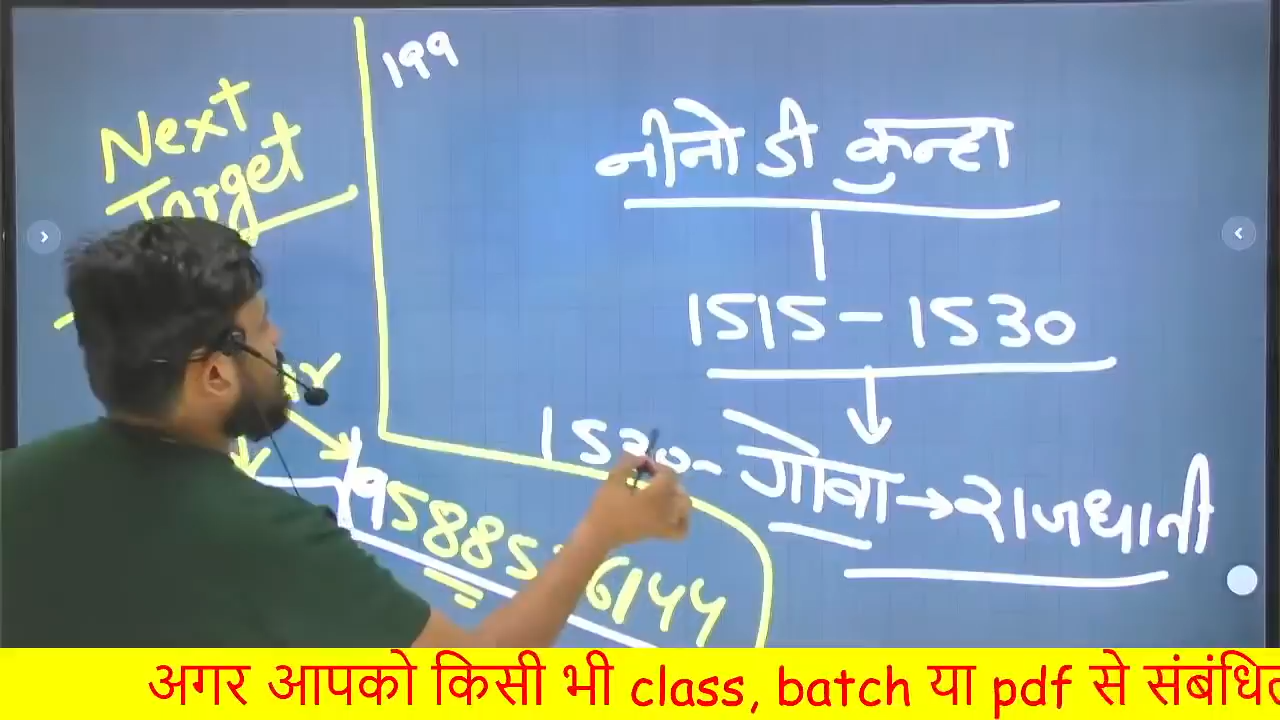 Next
Target
199
नीनो डी कुन्हा
1515 - 1530
1530 - गोवा → राजधानी
अगर आपको किसी भी class, batch या pdf से संबंधित